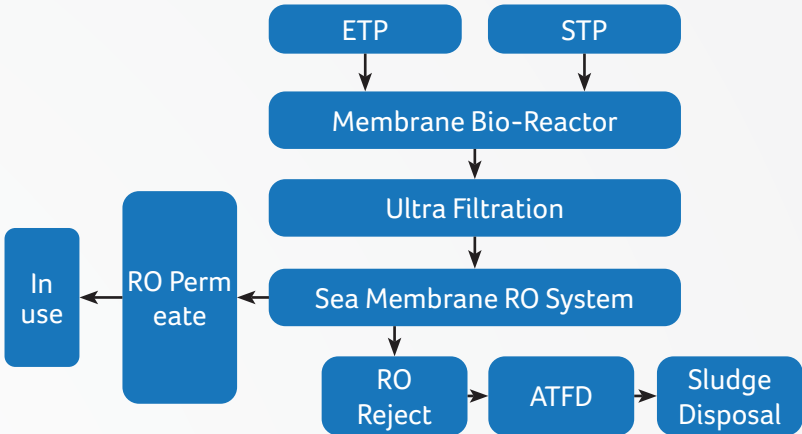 ETP
STP
Membrane Bio-Reactor
Ultra Filtration
In
use
RO Perm
eate
Sea Membrane RO System
RO
Reject
ATFD
Sludge
Disposal